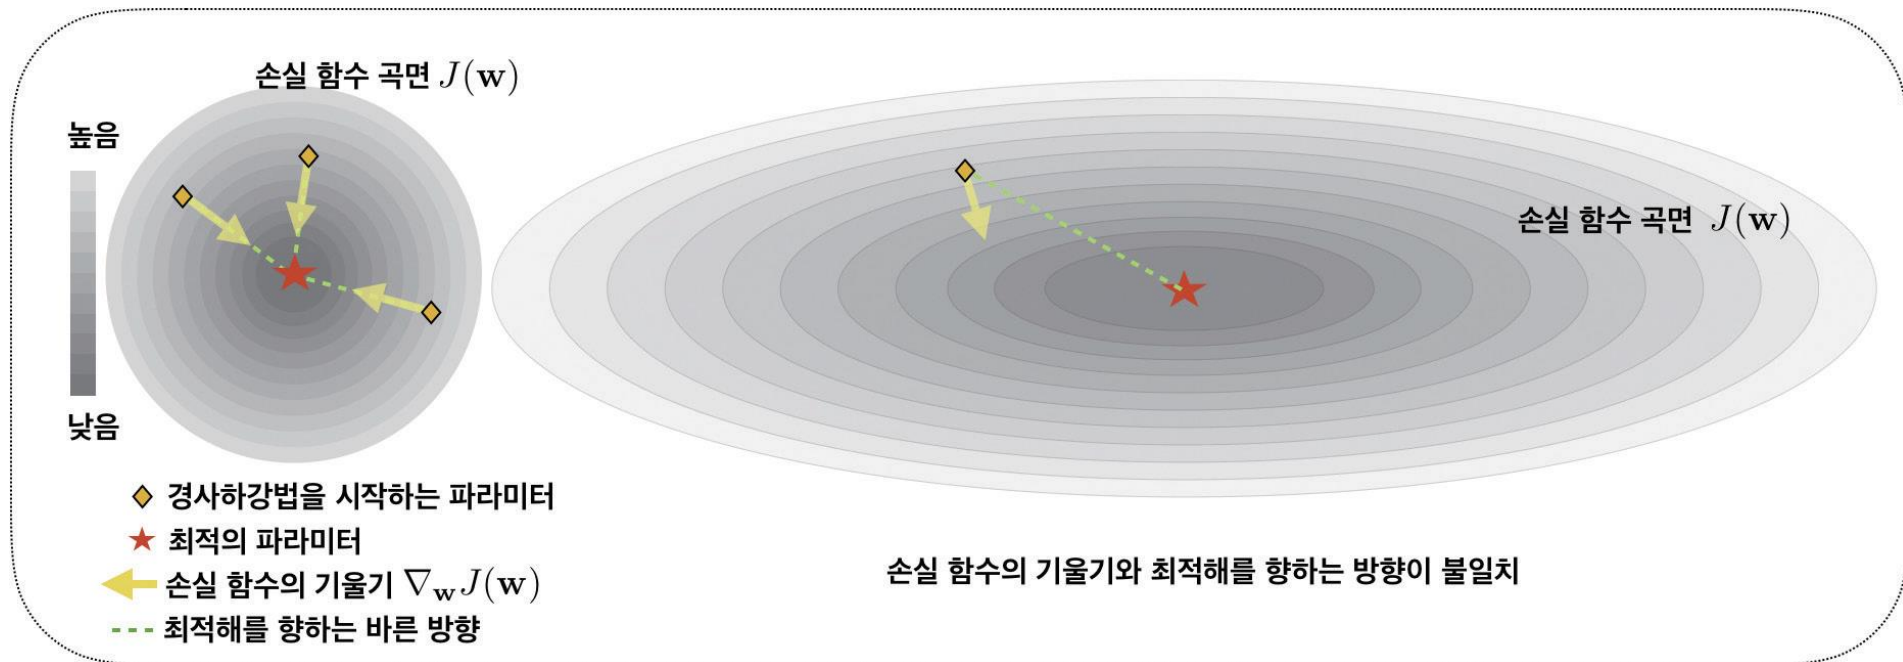 손실 함수 곡면 J(w)
높음
낮음
손실 함수 곡면 J(w)
경사하강법을 시작하는 파라미터
최적의 파라미터
손실 함수의 기울기 ∇wJ(w)
최적해를 향하는 바른 방향
손실 함수의 기울기와 최적해를 향하는 방향이 불일치